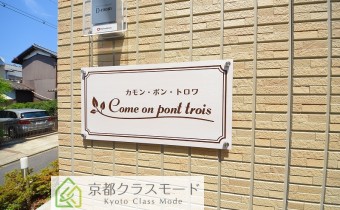 カモン・ポン・トロワ
Come on pont trois
京都クラスモード
Kyoto Class Mode